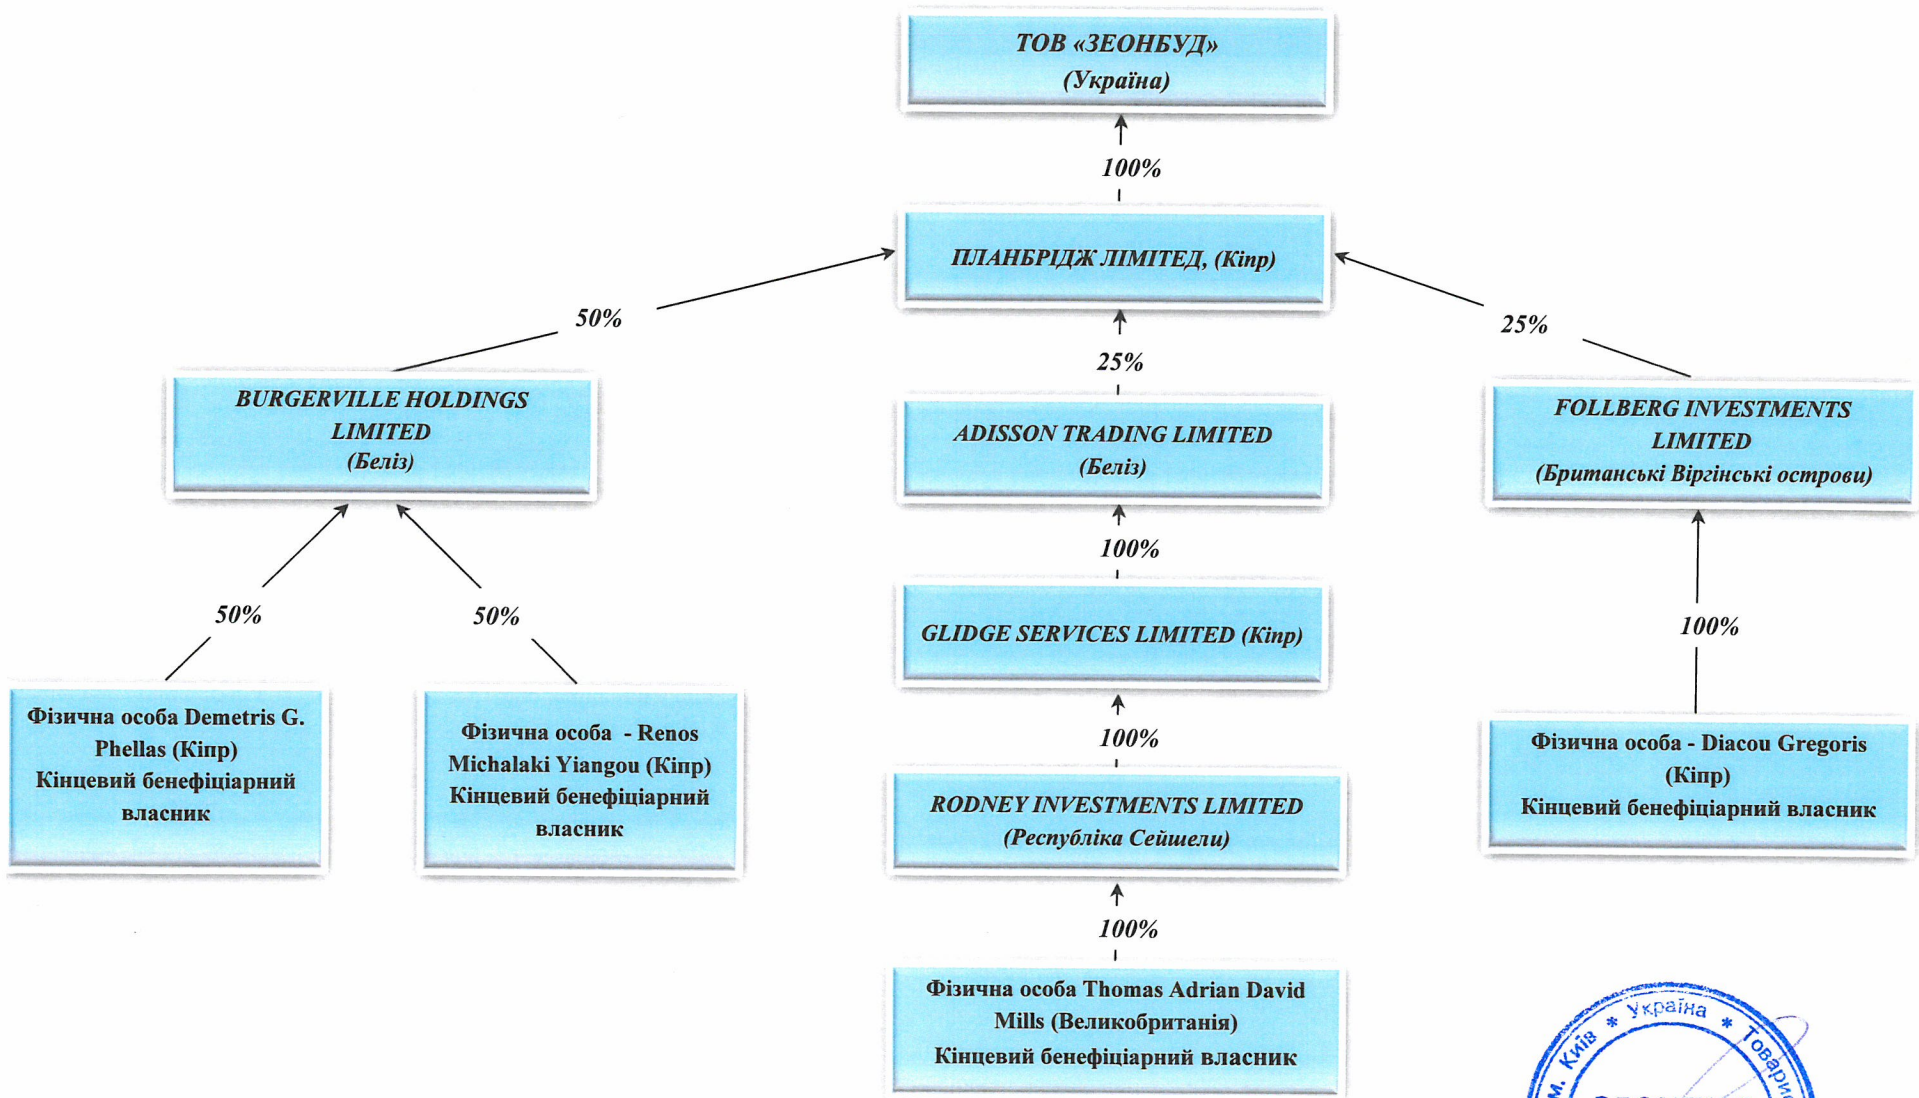 ТОВ «ЗЕОНБУД»
(Україна)
100%
ПЛАНБРІДЖ ЛІМІТЕД, (Кіпр)
50%
25%
25%
BURGERVILLE HOLDINGS
LIMITED
(Беліз)
ADISSON TRADING LIMITED
(Беліз)
FOLLBERG INVESTMENTS
LIMITED
(Британські Віргінські острови)
100%
50%
50%
GLIDGE SERVICES LIMITED (Кіпр)
100%
100%
Фізична особа Demetris G.
Phellas (Кіпр)
Кінцевий бенефіціарний
власник
Фізична особа - Renos
Michalaki Yiangou (Кіпр)
Кінцевий бенефіціарний
власник
RODNEY INVESTMENTS LIMITED
(Республіка Сейшели)
Фізична особа - Diacou Gregoris
(Кіпр)
Кінцевий бенефіціарний власник
100%
Фізична особа Thomas Adrian David
Mills (Великобританія)
Кінцевий бенефіціарний власник
м. Київ * Україна *